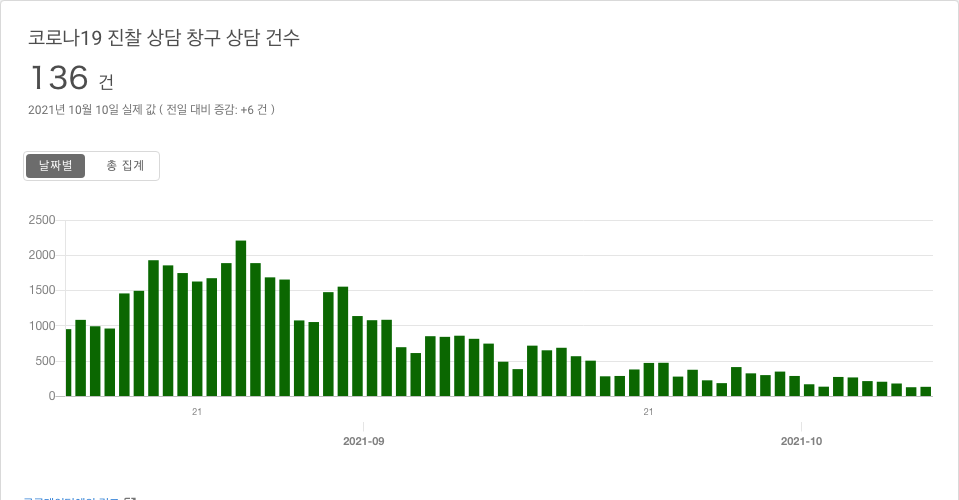 코로나19 진찰 상담 창구 상담 건수
136 건
2021년 10월 10일 실제 값 ( 전일 대비 증감: +6 건 )
날짜별 총 집계
2500
2000
1500
1000
500
0
21 21
2021-09 2021-10